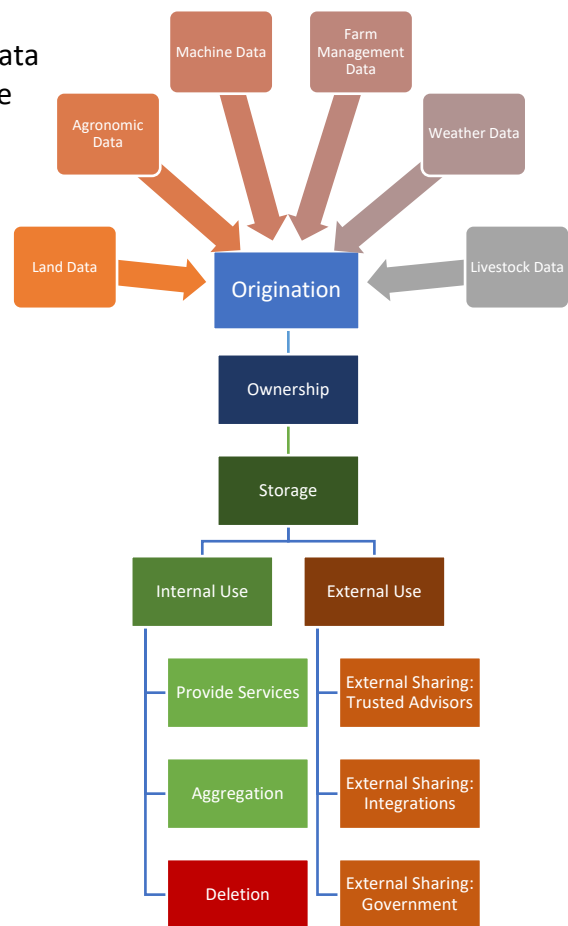 ata
e
Machine Data
Farm
Management
Data
Agronomic
Data
Weather Data
Land Data
Livestock Data
Origination
Ownership
Storage
Internal Use
External Use
Provide Services
External Sharing:
Trusted Advisors
Aggregation
External Sharing:
Integrations
Deletion
External Sharing:
Government